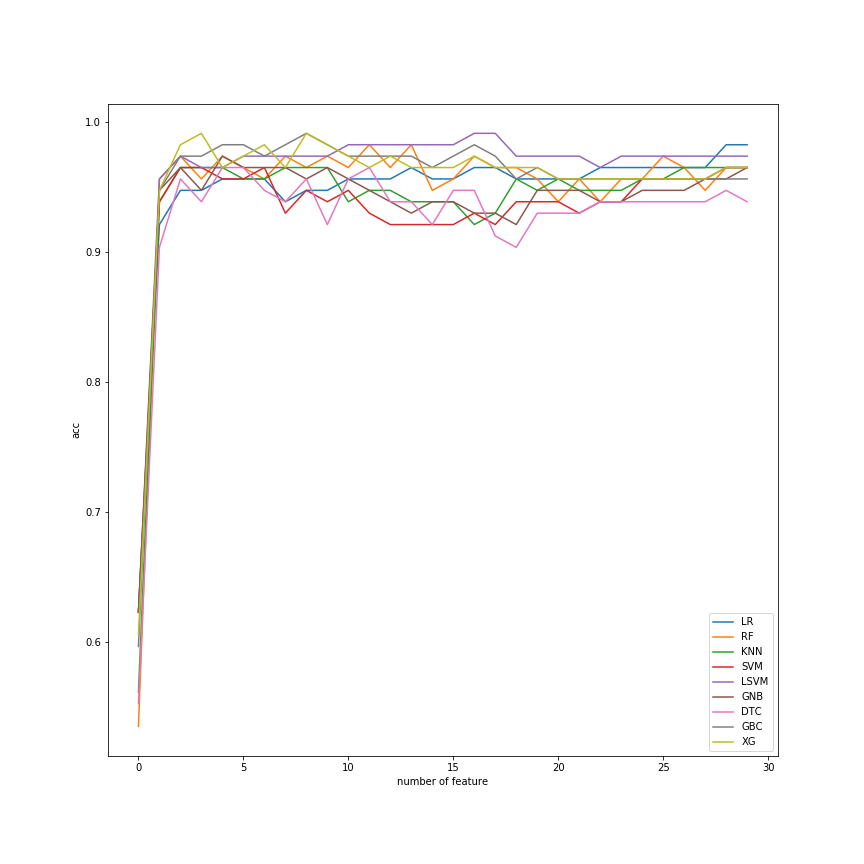 1.0
0.9
0.8
0.7
0.6
acc
0 5 10 15 20 25 30
number of feature
LR
RF
KNN
SVM
LSVM
GNB
DTC
GBC
XG